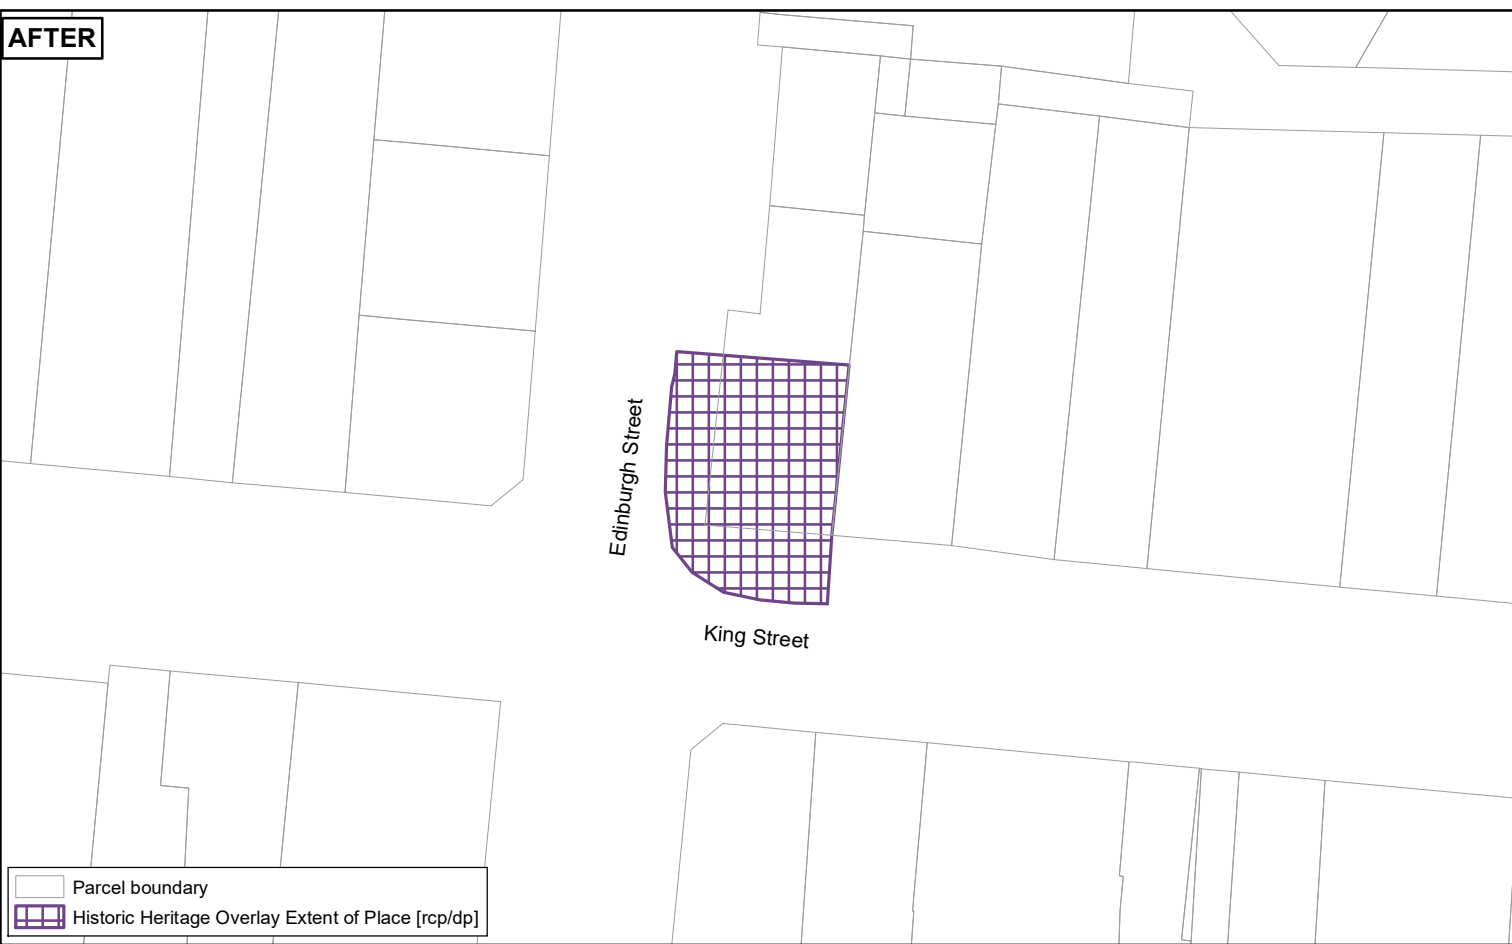 AFTER
Edinburgh Street
King Street
Parcel boundary
Historic Heritage Overlay Extent of Place [rcp/dp]